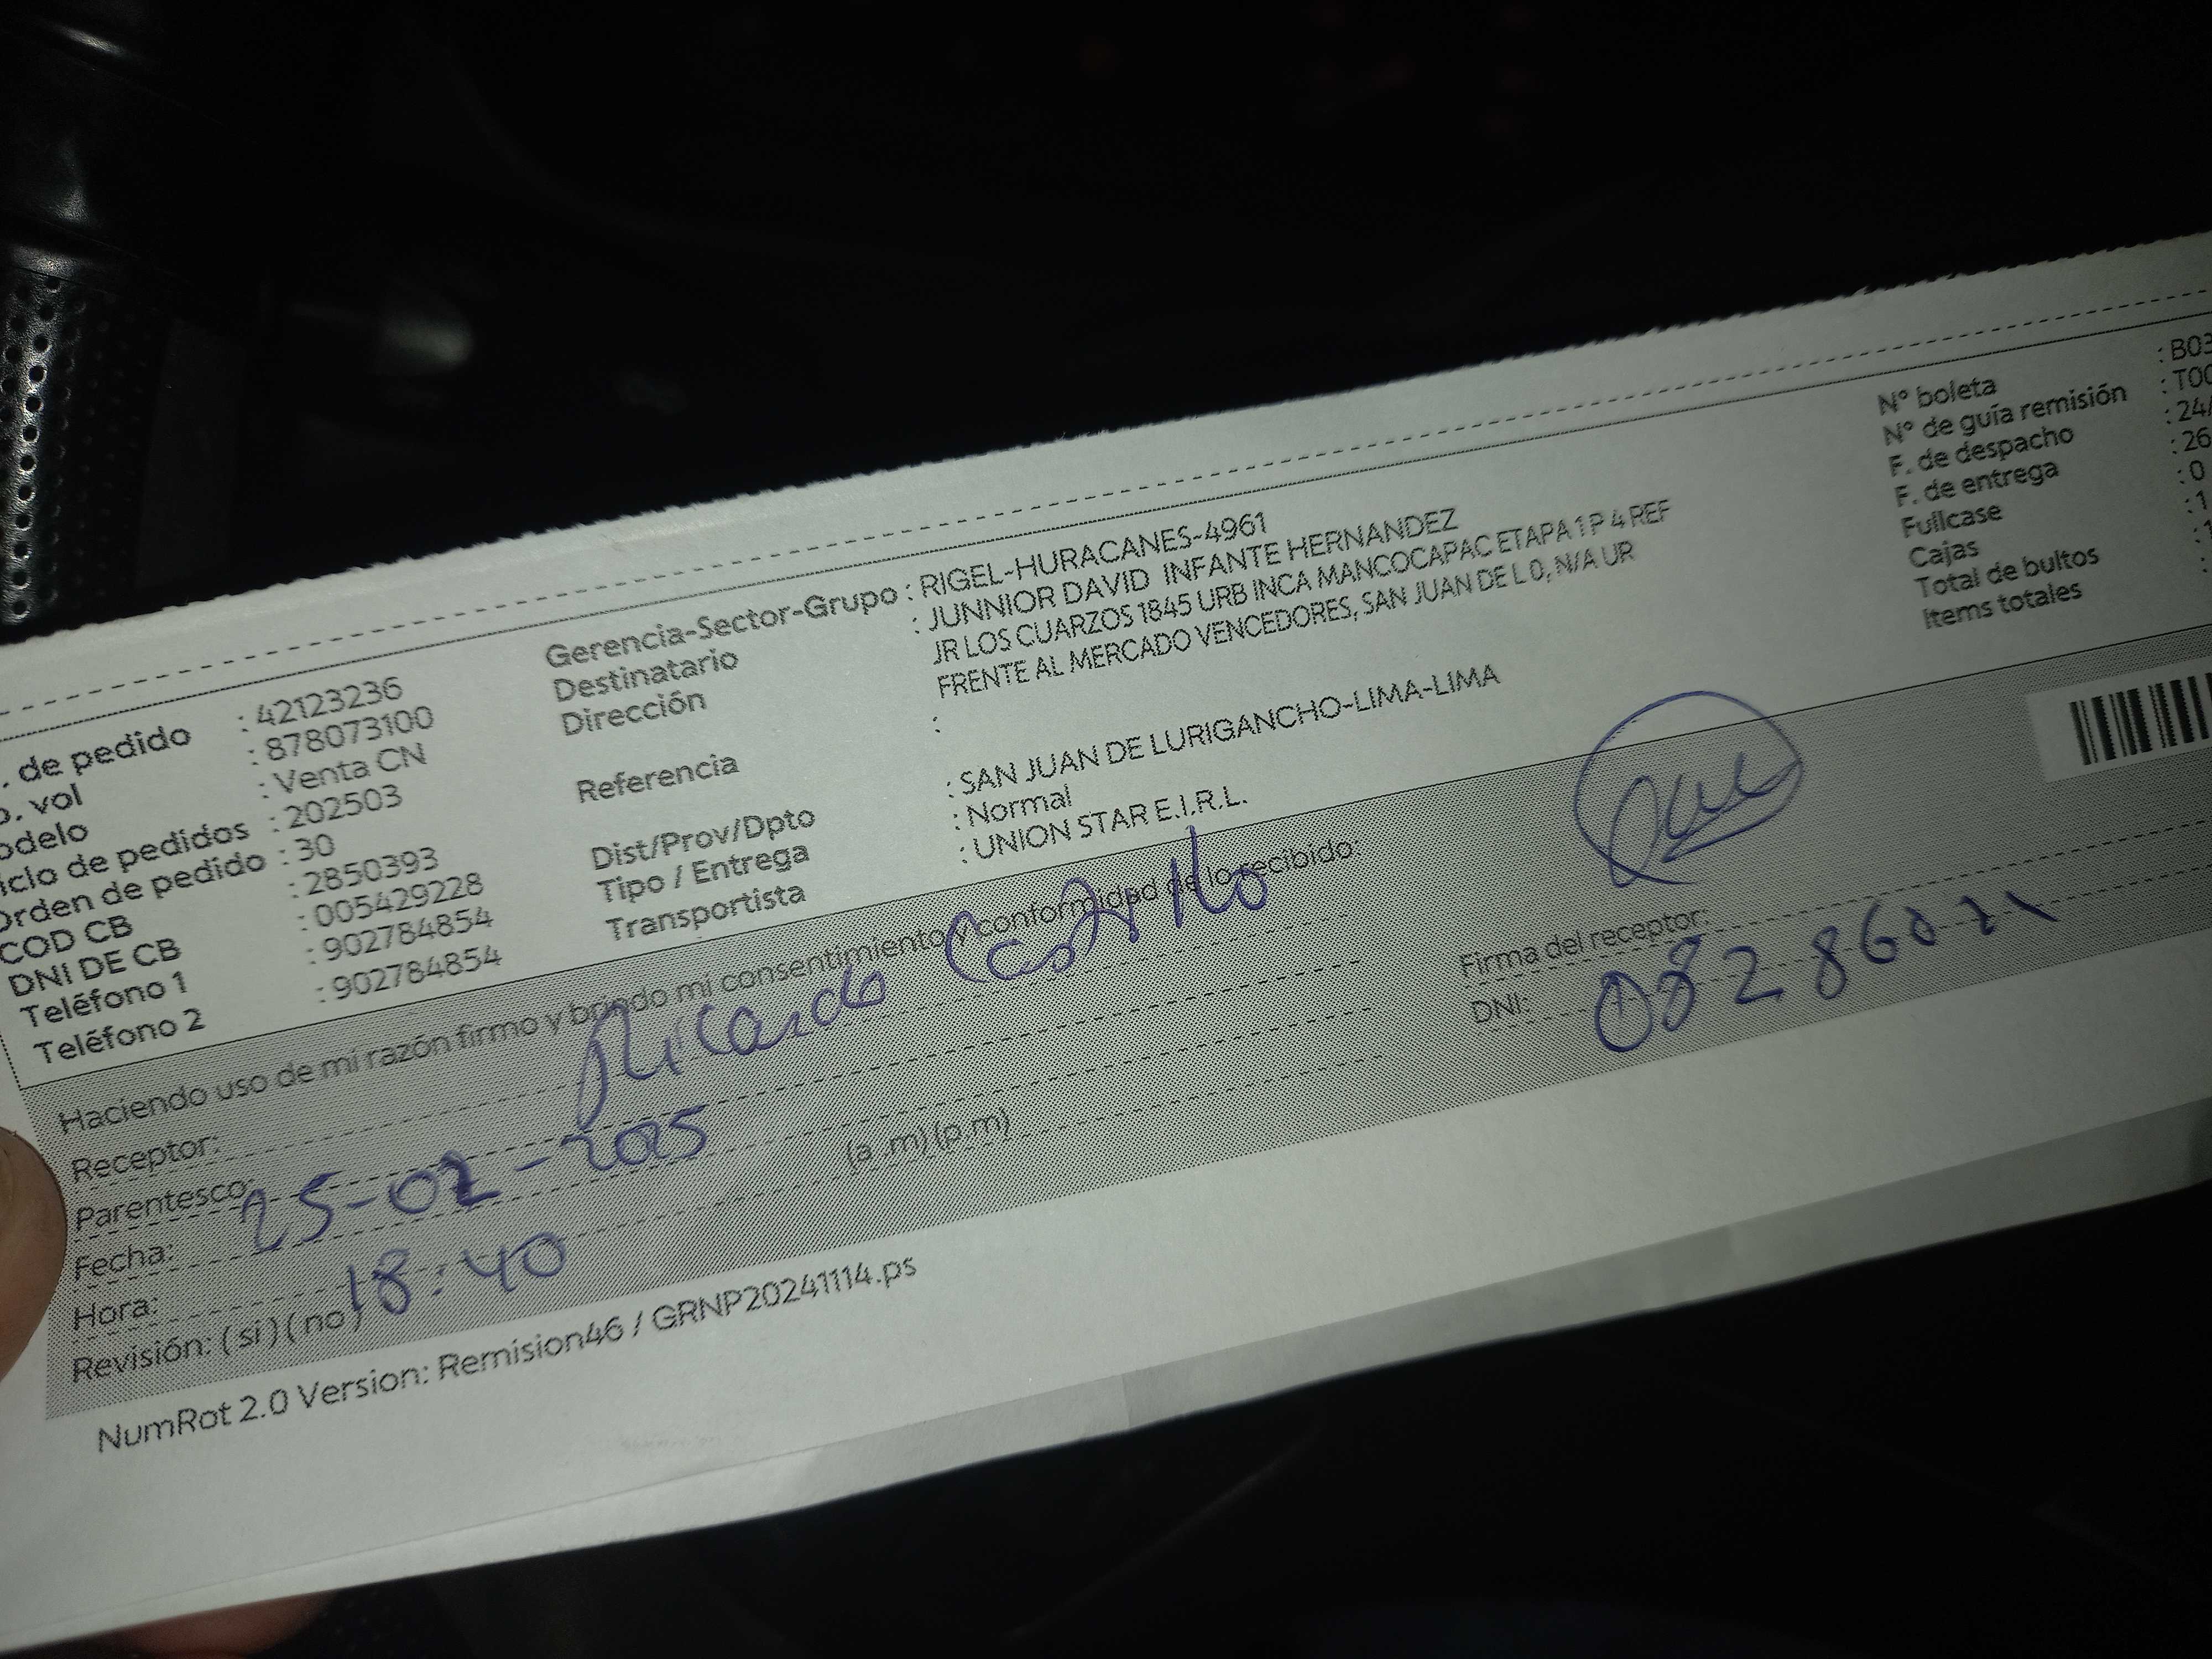 . de pedido : 42123236
o. vol : 878073100
odelo : Venta CN
iclo de pedidos : 202503
Orden de pedido : 30
COD CB : 2850393
DNI DE CB : 005429228
Teléfono 1 : 902784854
Teléfono 2 : 902784854
Gerencia-Sector-Grupo : RIGEL-HURACANES-4961
Destinatario : JUNNIOR DAVID INFANTE HERNANDEZ
Dirección : JR LOS CUARZOS 1845 URB INCA MANCOCAPAC ETAPA 1 P 4 REF
FRENTE AL MERCADO VENCEDORES, SAN JUAN DE L 0, N/A UR
Referencia :
Dist/Prov/Dpto : SAN JUAN DE LURIGANCHO-LIMA-LIMA
Tipo / Entrega : Normal
Transportista : UNION STAR E.I.R.L.
N° boleta : B03
N° de guía remisión : T00
F. de despacho : 24/
F. de entrega : 26
Fullcase : 0
Cajas : 1
Total de bultos : 1
Items totales :
Haciendo uso de mi razón firmo y brindo mi consentimiento y conformidad de lo recibido:
Receptor: Ricardo Castillo
Parentesco:
Fecha: 25-02-2025
Hora: 18:40 (a .m) (p.m)
Revisión: ( si ) ( no )
Firma del receptor:
DNI:
NumRot 2.0 Version: Remision46 / GRNP20241114.ps